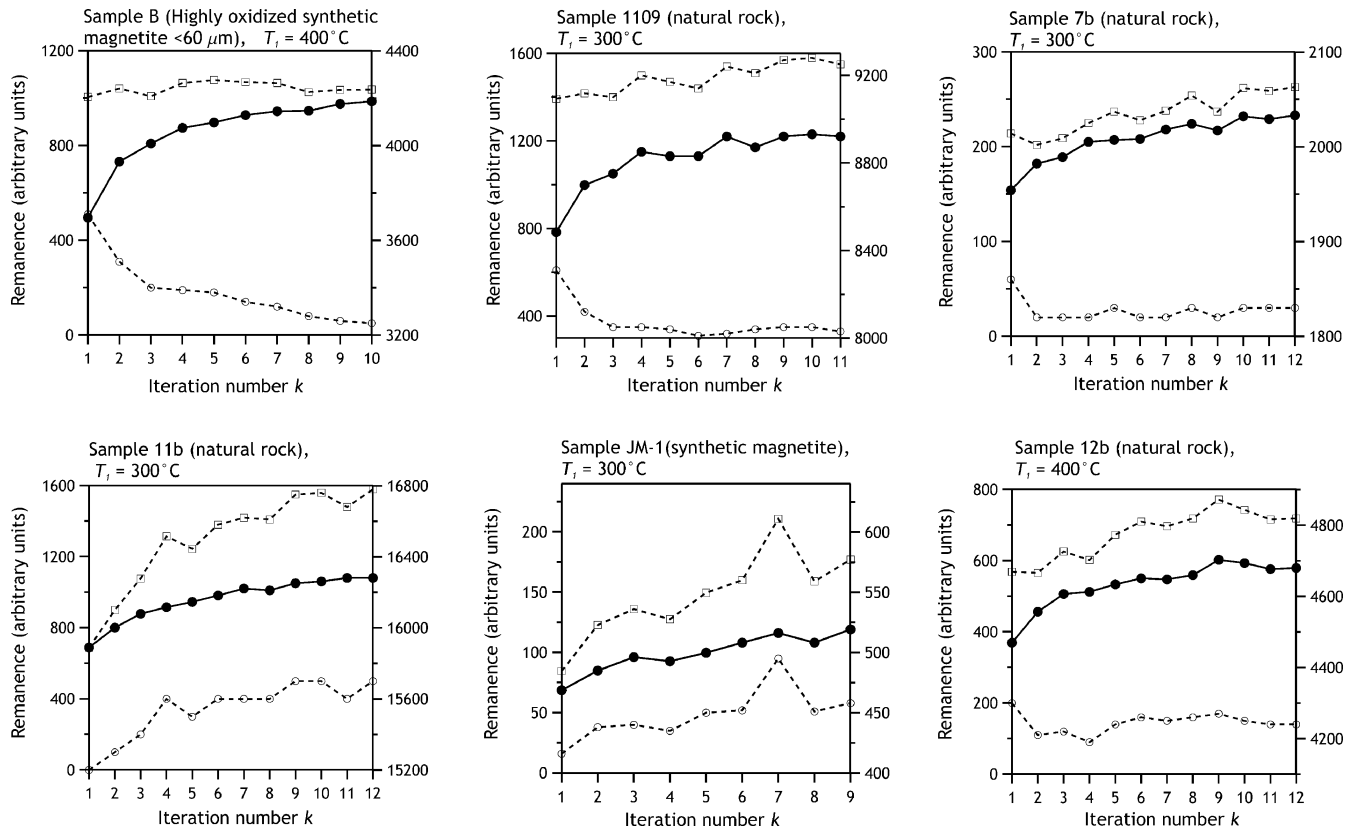 Sample B (Highly oxidized synthetic
magnetite <60 μm), T₁ = 400°C
1200
800
400
0
4400
4000
3600
3200
Remanence (arbitrary units)
1 2 3 4 5 6 7 8 9 10
Iteration number k
Sample 1109 (natural rock),
T₁ = 300°C
1600
1200
800
400
9200
8800
8400
8000
Remanence (arbitrary units)
1 2 3 4 5 6 7 8 9 10 11
Iteration number k
Sample 7b (natural rock),
T₁ = 300°C
300
200
100
0
2100
2000
1900
1800
Remanence (arbitrary units)
1 2 3 4 5 6 7 8 9 10 11 12
Iteration number k
Sample 11b (natural rock),
T₁ = 300°C
1600
1200
800
400
0
16800
16400
16000
15600
15200
Remanence (arbitrary units)
1 2 3 4 5 6 7 8 9 10 11 12
Iteration number k
Sample JM-1(synthetic magnetite),
T₁ = 300°C
200
150
100
50
0
600
550
500
450
400
Remanence (arbitrary units)
1 2 3 4 5 6 7 8 9
Iteration number k
Sample 12b (natural rock),
T₁ = 400°C
800
600
400
200
0
4800
4600
4400
4200
Remanence (arbitrary units)
1 2 3 4 5 6 7 8 9 10 11 12
Iteration number k